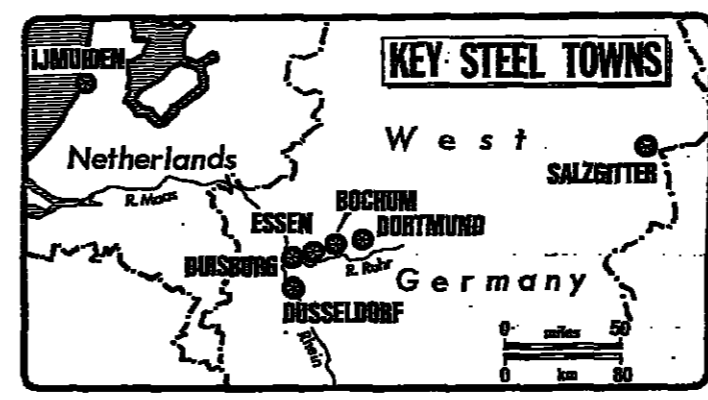 KEY STEEL TOWNS
IJMUIDEN
Netherlands
R. Maas
West
Germany
SALZGITTER
BOCHUM
ESSEN
DORTMUND
DUISBURG
R. Ruhr
DUSSELDORF
Rhein
0 miles 50
0 km 80